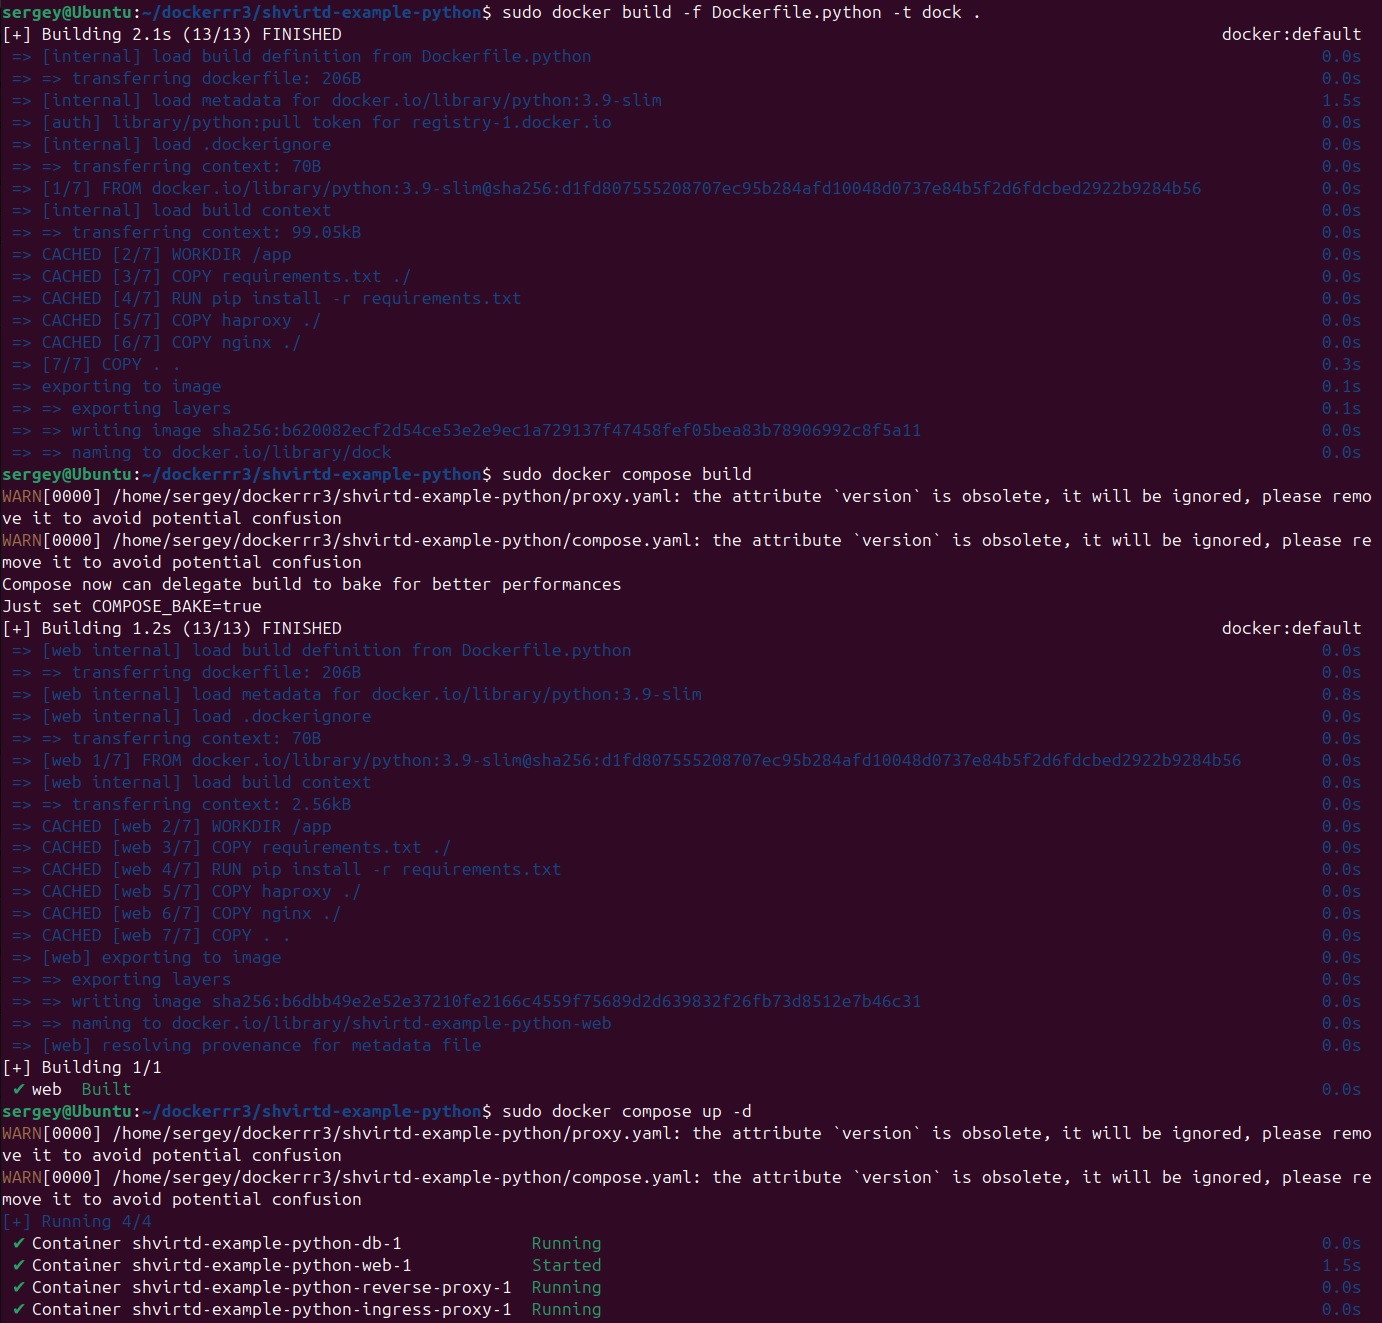 sergey@Ubuntu:~/dockerrr3/shvirtd-example-python$ sudo docker build -f Dockerfile.python -t dock .
[+] Building 2.1s (13/13) FINISHED docker:default
=> [internal] load build definition from Dockerfile.python 0.0s
=> => transferring dockerfile: 206B 0.0s
=> [internal] load metadata for docker.io/library/python:3.9-slim 1.5s
=> [auth] library/python:pull token for registry-1.docker.io 0.0s
=> [internal] load .dockerignore 0.0s
=> => transferring context: 70B 0.0s
=> [1/7] FROM docker.io/library/python:3.9-slim@sha256:d1fd807555208707ec95b284afd10048d0737e84b5f2d6fdcbed2922b9284b56 0.0s
=> [internal] load build context 0.0s
=> => transferring context: 99.05kB 0.0s
=> CACHED [2/7] WORKDIR /app 0.0s
=> CACHED [3/7] COPY requirements.txt ./ 0.0s
=> CACHED [4/7] RUN pip install -r requirements.txt 0.0s
=> CACHED [5/7] COPY haproxy ./ 0.0s
=> CACHED [6/7] COPY nginx ./ 0.0s
=> [7/7] COPY . . 0.3s
=> exporting to image 0.1s
=> => exporting layers 0.1s
=> => writing image sha256:b620082ecf2d54ce53e2e9ec1a729137f47458fef05bea83b78906992c8f5a11 0.0s
=> => naming to docker.io/library/dock 0.0s
sergey@Ubuntu:~/dockerrr3/shvirtd-example-python$ sudo docker compose build
WARN[0000] /home/sergey/dockerrr3/shvirtd-example-python/proxy.yaml: the attribute `version` is obsolete, it will be ignored, please remo
ve it to avoid potential confusion
WARN[0000] /home/sergey/dockerrr3/shvirtd-example-python/compose.yaml: the attribute `version` is obsolete, it will be ignored, please re
move it to avoid potential confusion
Compose now can delegate build to bake for better performances
Just set COMPOSE_BAKE=true
[+] Building 1.2s (13/13) FINISHED docker:default
=> [web internal] load build definition from Dockerfile.python 0.0s
=> => transferring dockerfile: 206B 0.0s
=> [web internal] load metadata for docker.io/library/python:3.9-slim 0.8s
=> [web internal] load .dockerignore 0.0s
=> => transferring context: 70B 0.0s
=> [web 1/7] FROM docker.io/library/python:3.9-slim@sha256:d1fd807555208707ec95b284afd10048d0737e84b5f2d6fdcbed2922b9284b56 0.0s
=> [web internal] load build context 0.0s
=> => transferring context: 2.56kB 0.0s
=> CACHED [web 2/7] WORKDIR /app 0.0s
=> CACHED [web 3/7] COPY requirements.txt ./ 0.0s
=> CACHED [web 4/7] RUN pip install -r requirements.txt 0.0s
=> CACHED [web 5/7] COPY haproxy ./ 0.0s
=> CACHED [web 6/7] COPY nginx ./ 0.0s
=> CACHED [web 7/7] COPY . . 0.0s
=> [web] exporting to image 0.0s
=> => exporting layers 0.0s
=> => writing image sha256:b6dbb49e2e52e37210fe2166c4559f75689d2d639832f26fb73d8512e7b46c31 0.0s
=> => naming to docker.io/library/shvirtd-example-python-web 0.0s
=> [web] resolving provenance for metadata file 0.0s
[+] Building 1/1
✔ web Built 0.0s
sergey@Ubuntu:~/dockerrr3/shvirtd-example-python$ sudo docker compose up -d
WARN[0000] /home/sergey/dockerrr3/shvirtd-example-python/proxy.yaml: the attribute `version` is obsolete, it will be ignored, please remo
ve it to avoid potential confusion
WARN[0000] /home/sergey/dockerrr3/shvirtd-example-python/compose.yaml: the attribute `version` is obsolete, it will be ignored, please re
move it to avoid potential confusion
[+] Running 4/4
✔ Container shvirtd-example-python-db-1 Running 0.0s
✔ Container shvirtd-example-python-web-1 Started 1.5s
✔ Container shvirtd-example-python-reverse-proxy-1 Running 0.0s
✔ Container shvirtd-example-python-ingress-proxy-1 Running 0.0s